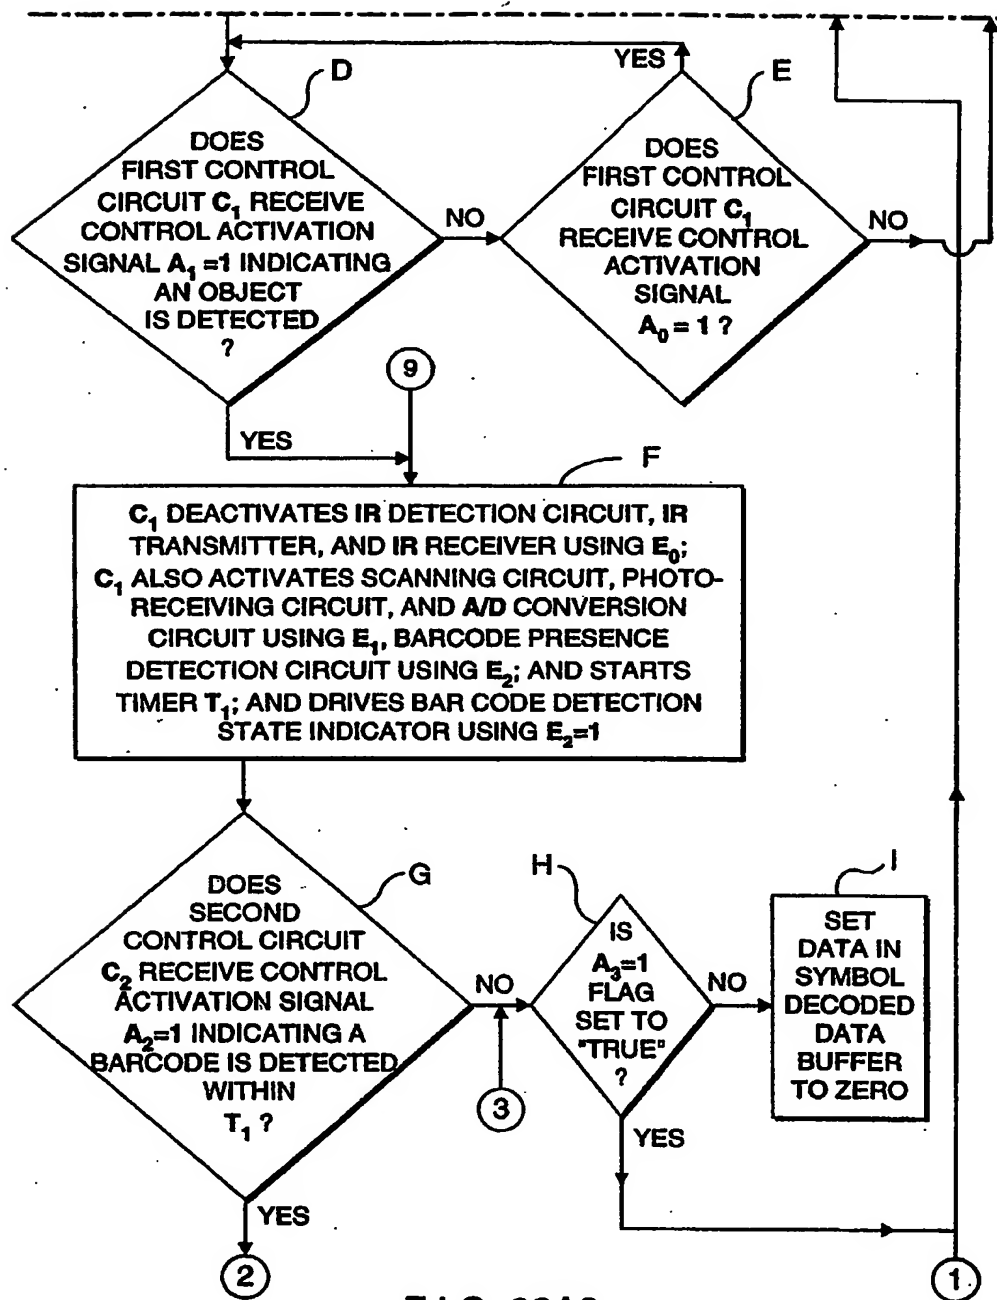 YES
D
E
DOES
FIRST CONTROL
CIRCUIT C₁ RECEIVE
CONTROL ACTIVATION
SIGNAL A₁ =1 INDICATING
AN OBJECT
IS DETECTED
?
NO
DOES
FIRST CONTROL
CIRCUIT C₁
RECEIVE CONTROL
ACTIVATION
SIGNAL
A₀ = 1 ?
NO
9
YES
F
C₁ DEACTIVATES IR DETECTION CIRCUIT, IR
TRANSMITTER, AND IR RECEIVER USING E₀;
C₁ ALSO ACTIVATES SCANNING CIRCUIT, PHOTO-
RECEIVING CIRCUIT, AND A/D CONVERSION
CIRCUIT USING E₁, BARCODE PRESENCE
DETECTION CIRCUIT USING E₂; AND STARTS
TIMER T₁; AND DRIVES BAR CODE DETECTION
STATE INDICATOR USING E₂=1
G
DOES
SECOND
CONTROL CIRCUIT
C₂ RECEIVE CONTROL
ACTIVATION SIGNAL
A₂=1 INDICATING A
BARCODE IS DETECTED
WITHIN
T₁ ?
NO
3
H
IS
A₃=1
FLAG
SET TO
"TRUE"
?
NO
I
SET
DATA IN
SYMBOL
DECODED
DATA
BUFFER
TO ZERO
YES
YES
2
1